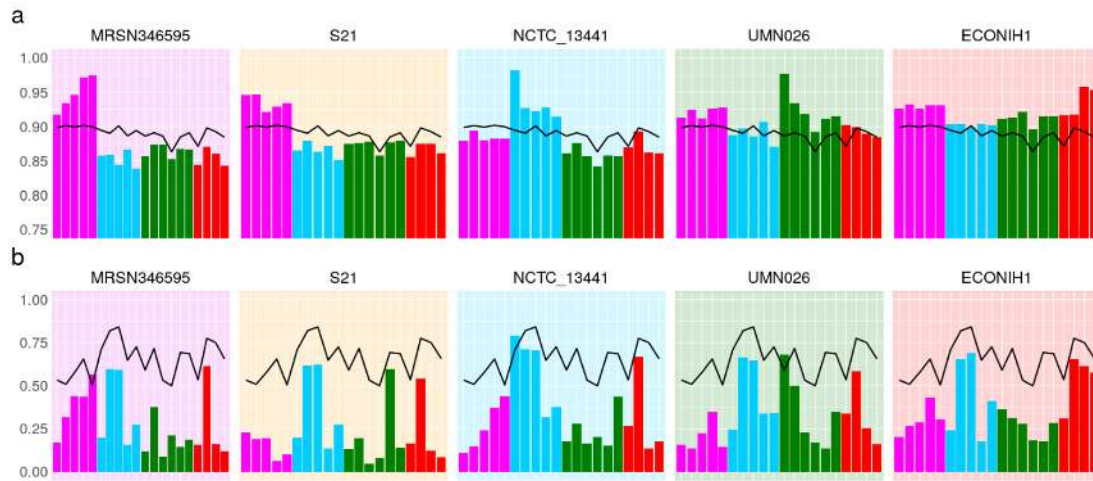 a
MRSN346595 S21 NCTC_13441 UMN026 ECONIH1
1.00
0.95
0.90
0.85
0.80
0.75
b
MRSN346595 S21 NCTC_13441 UMN026 ECONIH1
1.00
0.75
0.50
0.25
0.00